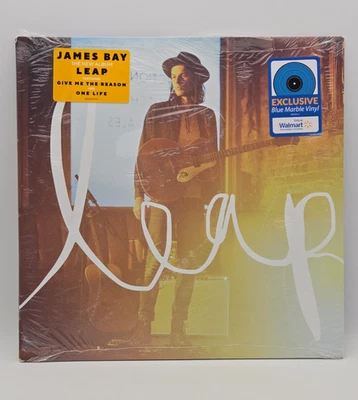 JAMES BAY
THE NEW ALBUM
LEAP
GIVE ME THE REASON
ONE LIFE
EXCLUSIVE
Blue Marble Vinyl
Walmart
leap